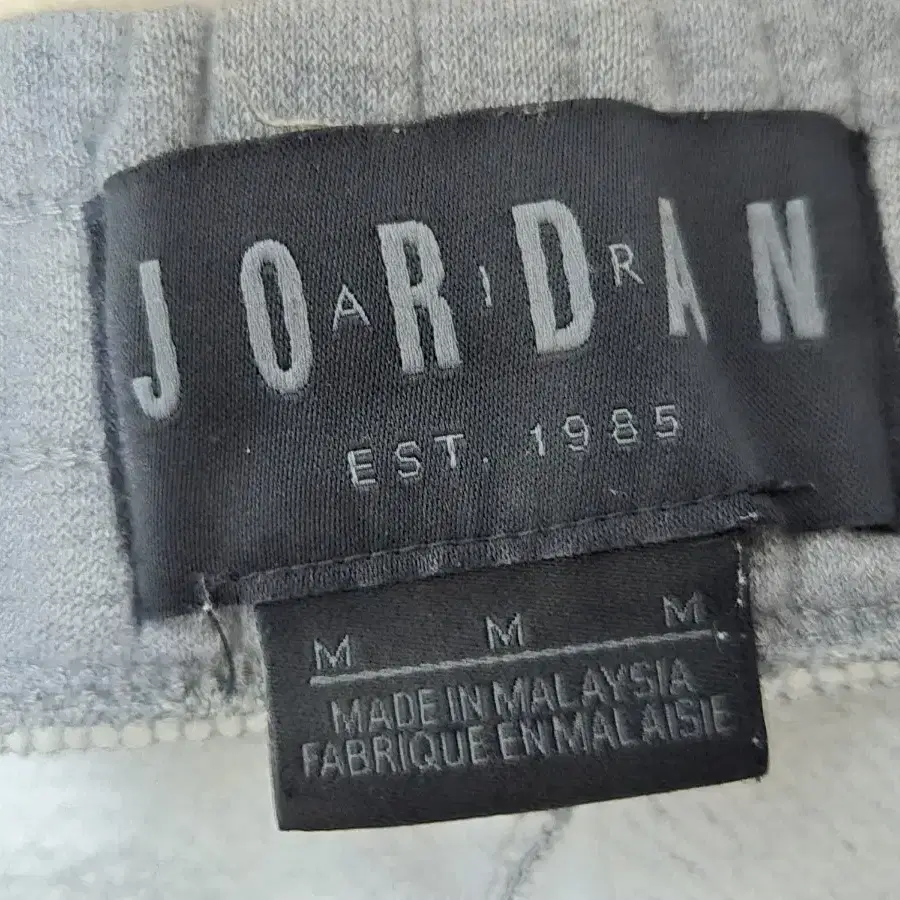 JORDAN
AIR
EST. 1985
M M M
MADE IN MALAYSIA
FABRIQUE EN MALAISIE